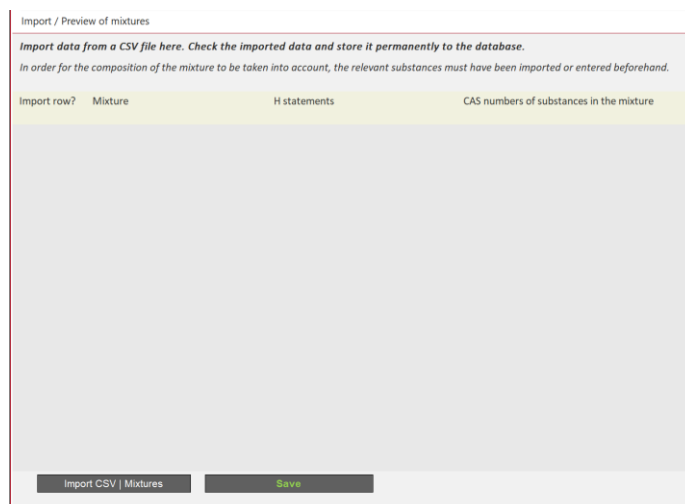 Import / Preview of mixtures
Import data from a CSV file here. Check the imported data and store it permanently to the database.
In order for the composition of the mixture to be taken into account, the relevant substances must have been imported or entered beforehand.
Import row? Mixture H statements CAS numbers of substances in the mixture
Import CSV | Mixtures Save